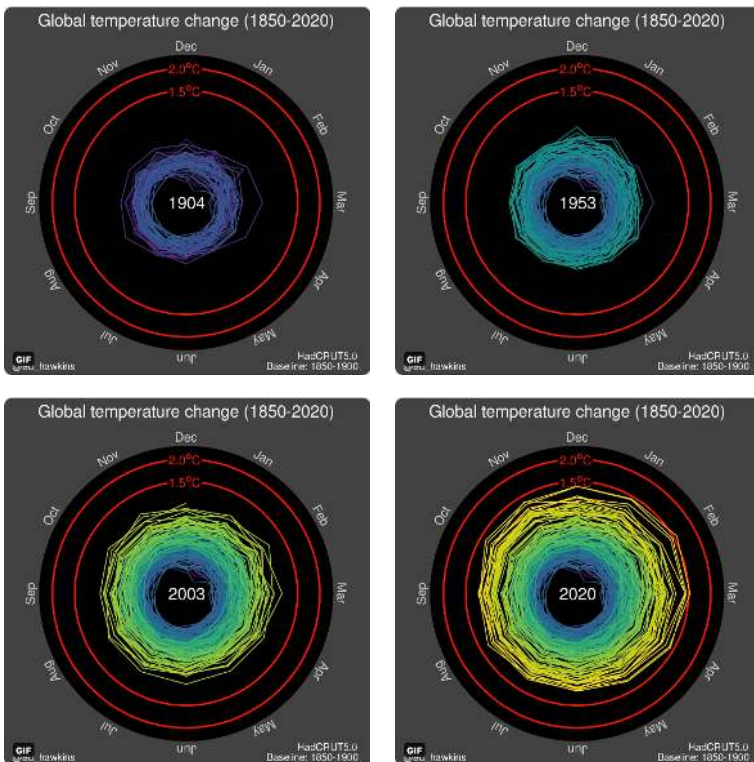 Global temperature change (1850-2020)
Dec
Nov
Jan
2.0°C
1.5°C
Oct
Feb
Sep
1904
Mar
Aug
Apr
Jul
May
Jun
GIF
HadCRUT5.0
hawkins
Baseline: 1850-1900
Global temperature change (1850-2020)
Dec
Nov
Jan
2.0°C
1.5°C
Oct
Feb
Sep
1953
Mar
Aug
Apr
Jul
May
Jun
GIF
HadCRUT5.0
hawkins
Baseline: 1850-1900
Global temperature change (1850-2020)
Dec
Nov
Jan
2.0°C
1.5°C
Oct
Feb
Sep
2003
Mar
Aug
Apr
Jul
May
Jun
GIF
HadCRUT5.0
hawkins
Baseline: 1850-1900
Global temperature change (1850-2020)
Dec
Nov
Jan
2.0°C
1.5°C
Oct
Feb
Sep
2020
Mar
Aug
Apr
Jul
May
Jun
GIF
HadCRUT5.0
hawkins
Baseline: 1850-1900